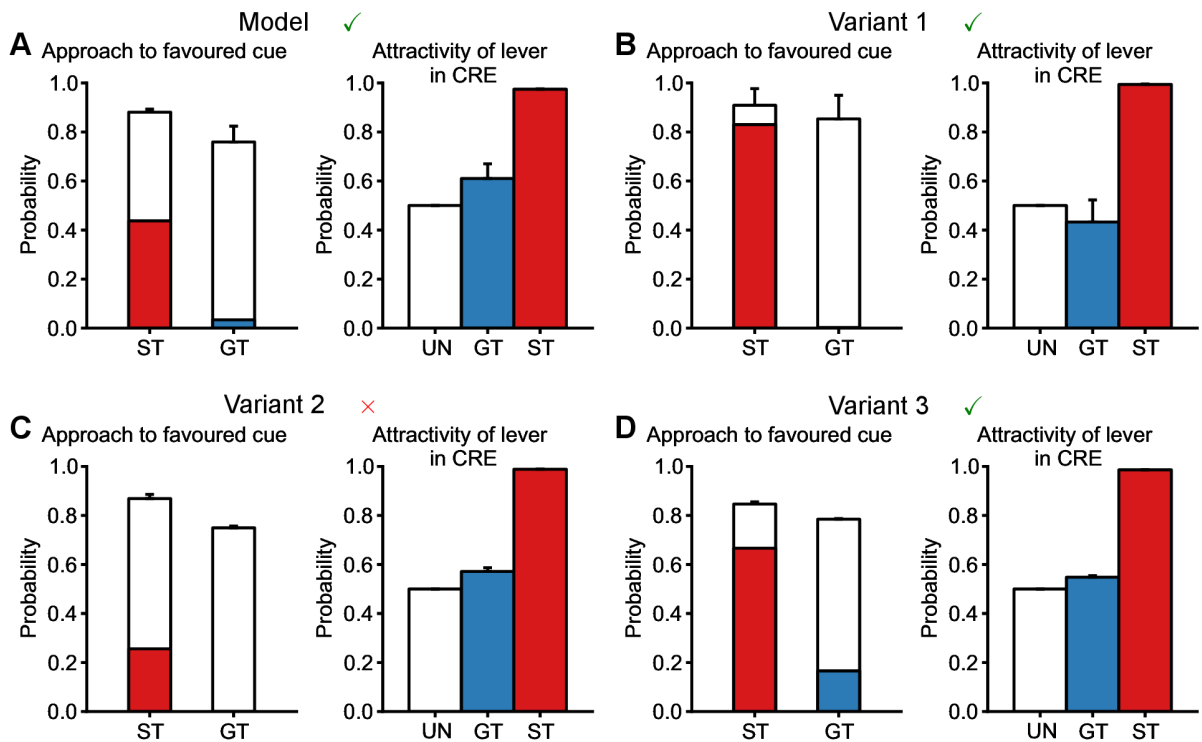 Model ✓
A
Approach to favoured cue
Attractivity of lever
in CRE
Probability
1.0
0.8
0.6
0.4
0.2
0.0
ST GT
Probability
1.0
0.8
0.6
0.4
0.2
0.0
UN GT ST
Variant 1 ✓
B
Approach to favoured cue
Attractivity of lever
in CRE
Probability
1.0
0.8
0.6
0.4
0.2
0.0
ST GT
Probability
1.0
0.8
0.6
0.4
0.2
0.0
UN GT ST
Variant 2 ×
C
Approach to favoured cue
Attractivity of lever
in CRE
Probability
1.0
0.8
0.6
0.4
0.2
0.0
ST GT
Probability
1.0
0.8
0.6
0.4
0.2
0.0
UN GT ST
Variant 3 ✓
D
Approach to favoured cue
Attractivity of lever
in CRE
Probability
1.0
0.8
0.6
0.4
0.2
0.0
ST GT
Probability
1.0
0.8
0.6
0.4
0.2
0.0
UN GT ST